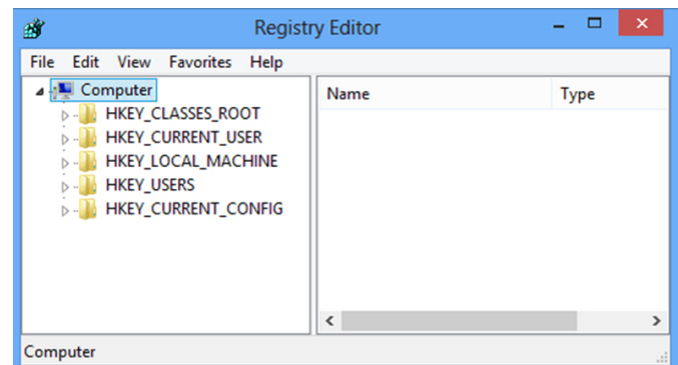 Registry Editor
File Edit View Favorites Help
Computer
HKEY_CLASSES_ROOT
HKEY_CURRENT_USER
HKEY_LOCAL_MACHINE
HKEY_USERS
HKEY_CURRENT_CONFIG
Name Type
Computer